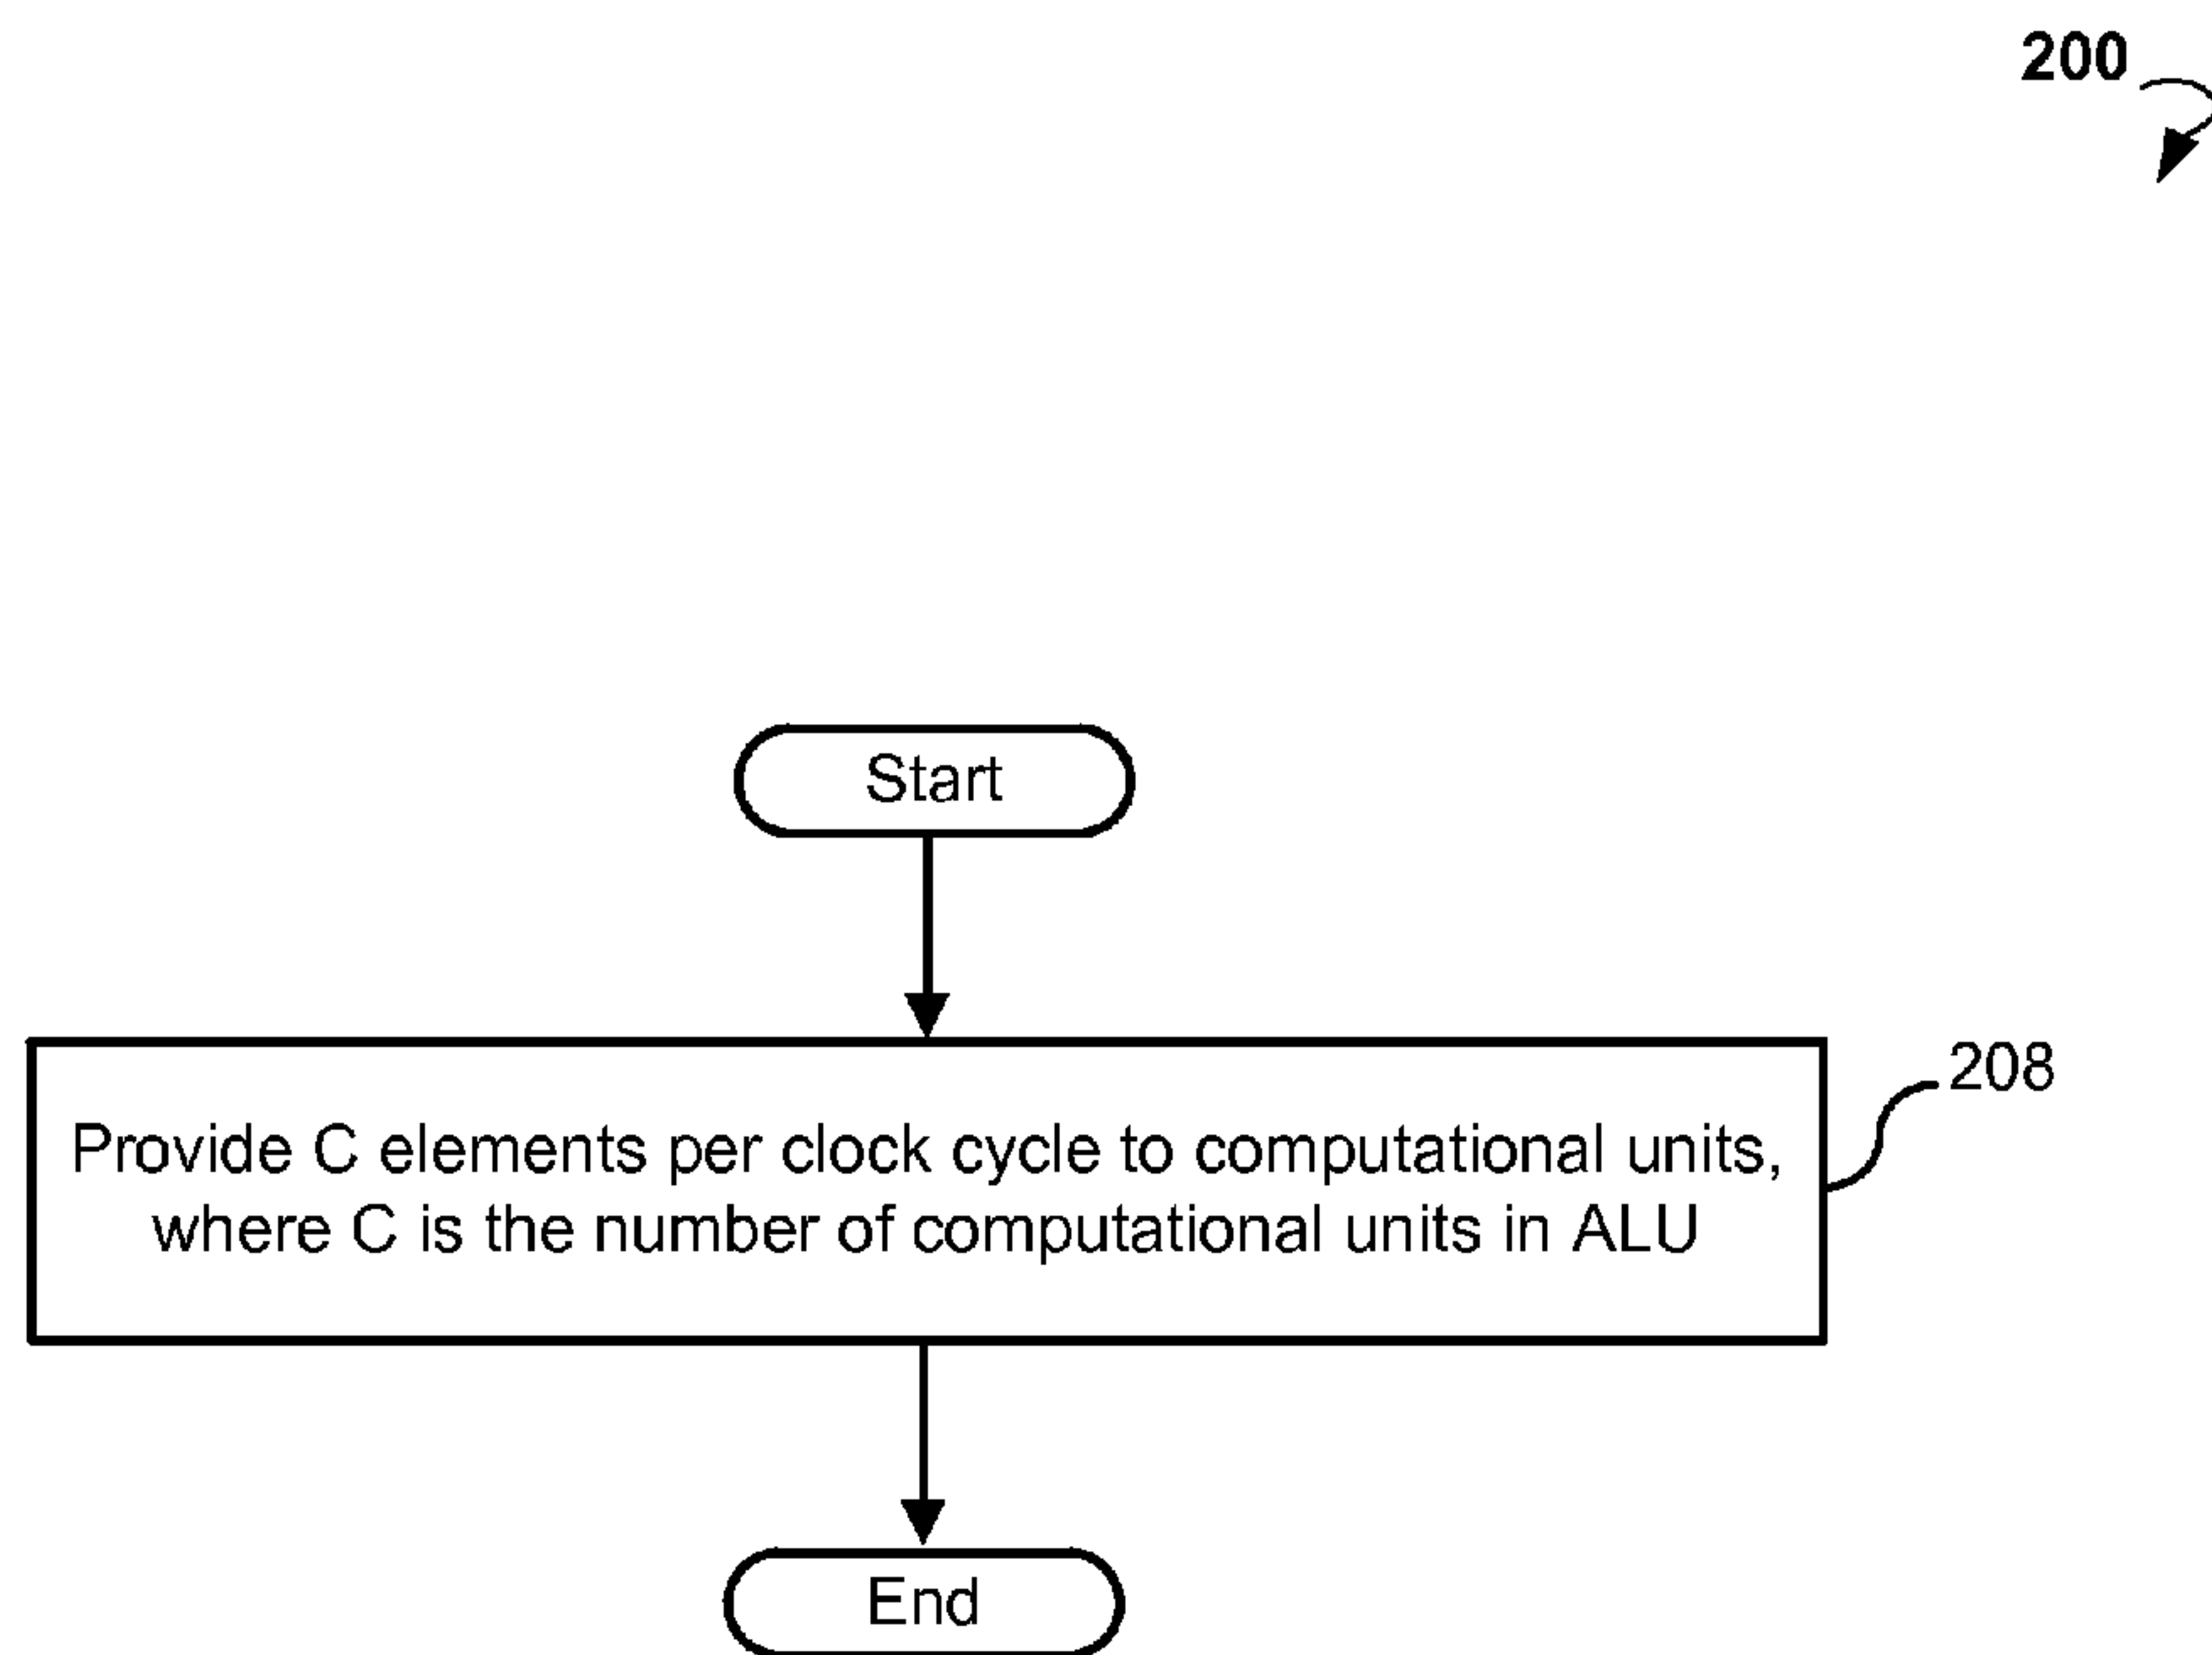 200
Start
208
Provide C elements per clock cycle to computational units,
where C is the number of computational units in ALU
End